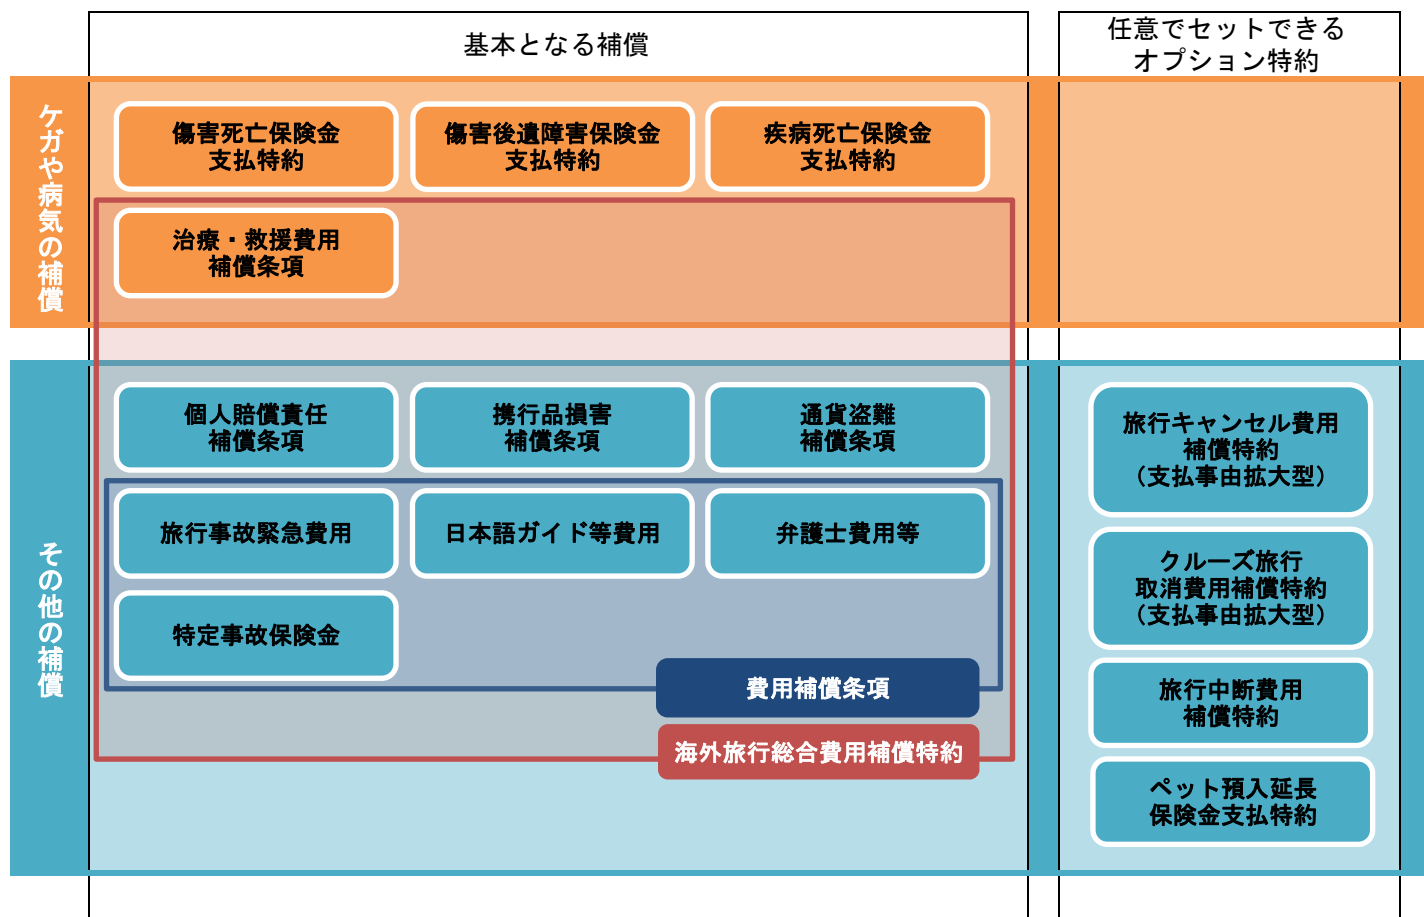 基本となる補償
任意でセットできる
オプション特約
ケガや病気の補償
傷害死亡保険金
支払特約
傷害後遺障害保険金
支払特約
疾病死亡保険金
支払特約
治療・救援費用
補償条項
その他の補償
個人賠償責任
補償条項
携行品損害
補償条項
通貨盗難
補償条項
旅行事故緊急費用
日本語ガイド等費用
弁護士費用等
特定事故保険金
費用補償条項
海外旅行総合費用補償特約
旅行キャンセル費用
補償特約
（支払事由拡大型）
クルーズ旅行
取消費用補償特約
（支払事由拡大型）
旅行中断費用
補償特約
ペット預入延長
保険金支払特約